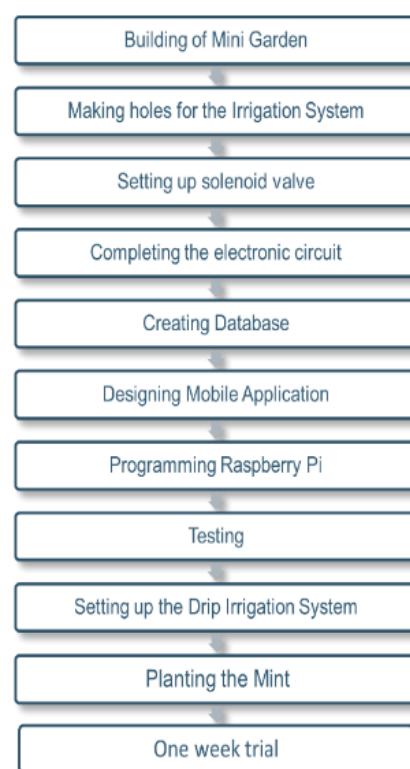 Building of Mini Garden
Making holes for the Irrigation System
Setting up solenoid valve
Completing the electronic circuit
Creating Database
Designing Mobile Application
Programming Raspberry Pi
Testing
Setting up the Drip Irrigation System
Planting the Mint
One week trial